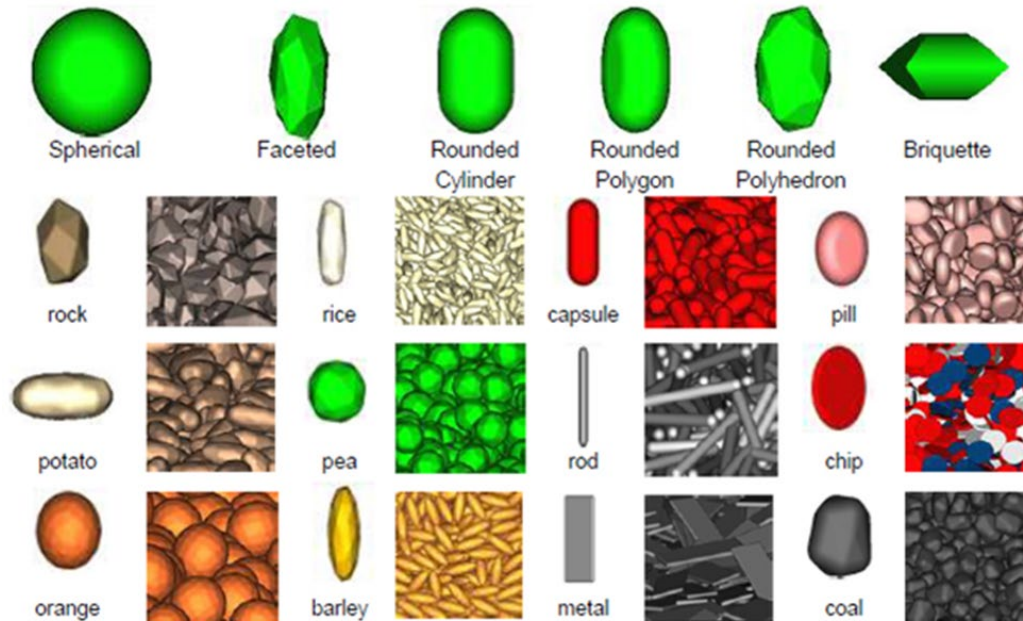 Spherical
Faceted
Rounded
Cylinder
Rounded
Polygon
Rounded
Polyhedron
Briquette
rock
rice
capsule
pill
potato
pea
rod
chip
orange
barley
metal
coal